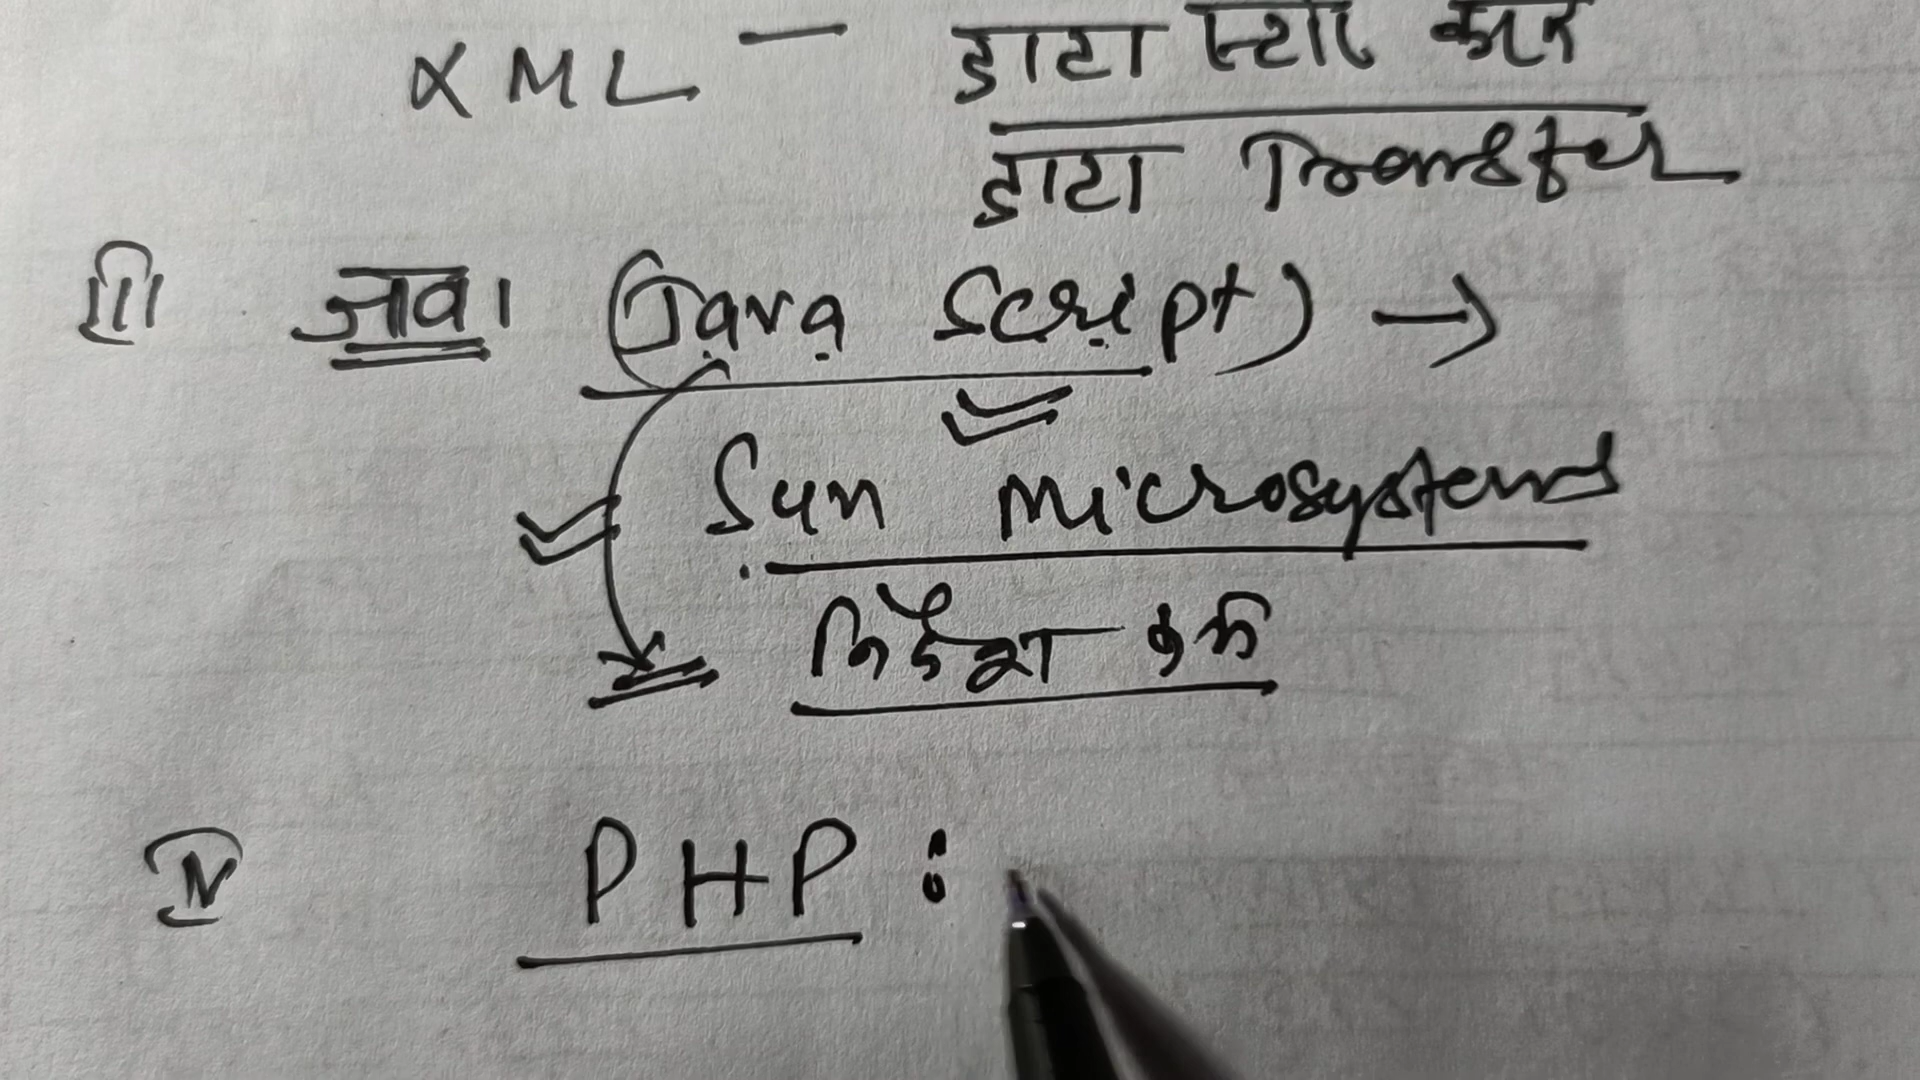 XML — डाटा स्टोर करने
डाटा Transfer
III जावा (Java Script) →
Sun microsystems
IV PHP :